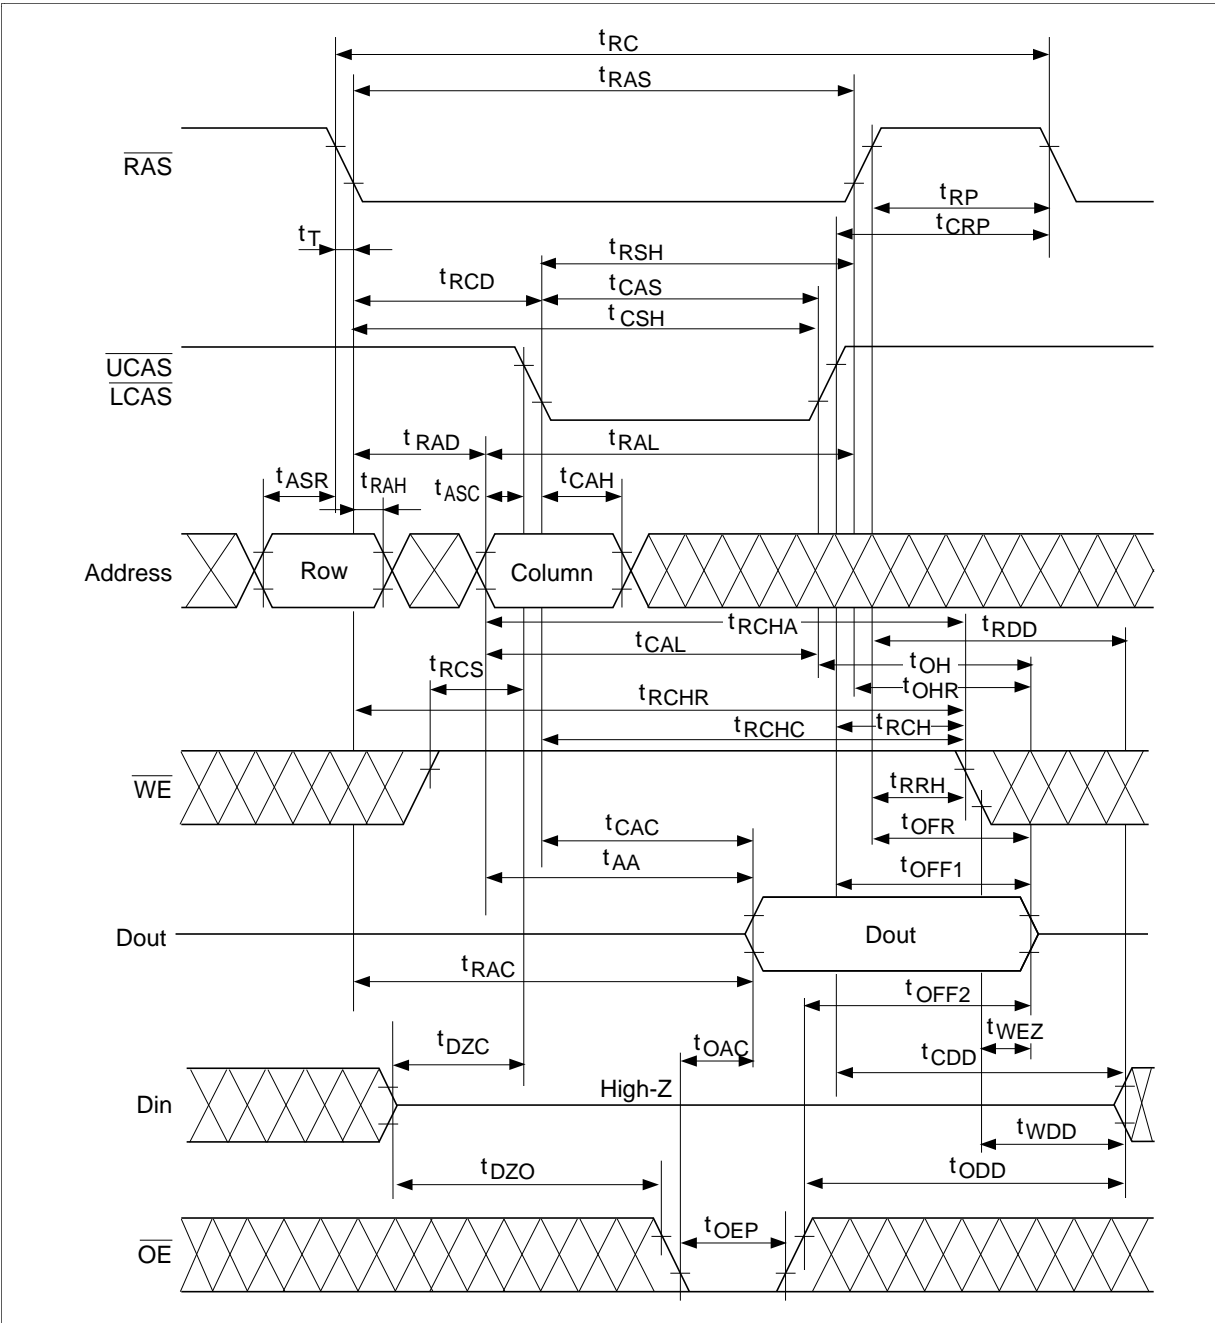 tRC
tRAS
RAS
tRP
tCRP
tT
tRSH
tRCD
tCAS
tCSH
UCAS
LCAS
tRAD
tRAL
tASR
tRAH
tASC
tCAH
Address
Row
Column
tRCHA
tRDD
tCAL
tOH
tRCS
tOHR
tRCHR
tRCH
tRCHC
WE
tRRH
tCAC
tOFR
tAA
tOFF1
Dout
Dout
tRAC
tOFF2
tWEZ
tDZC
tOAC
tCDD
High-Z
Din
tWDD
tDZO
tODD
tOEP
OE